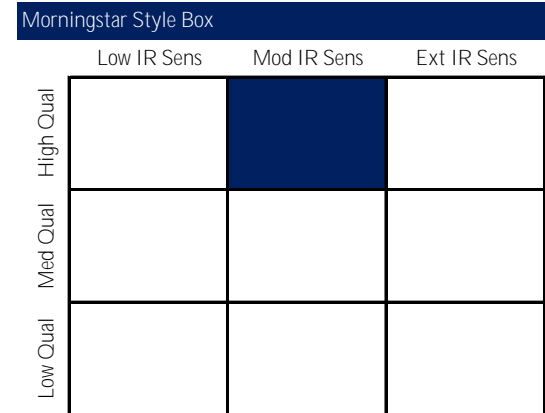 Morningstar Style Box
Low IR Sens Mod IR Sens Ext IR Sens
High Qual
Med Qual
Low Qual